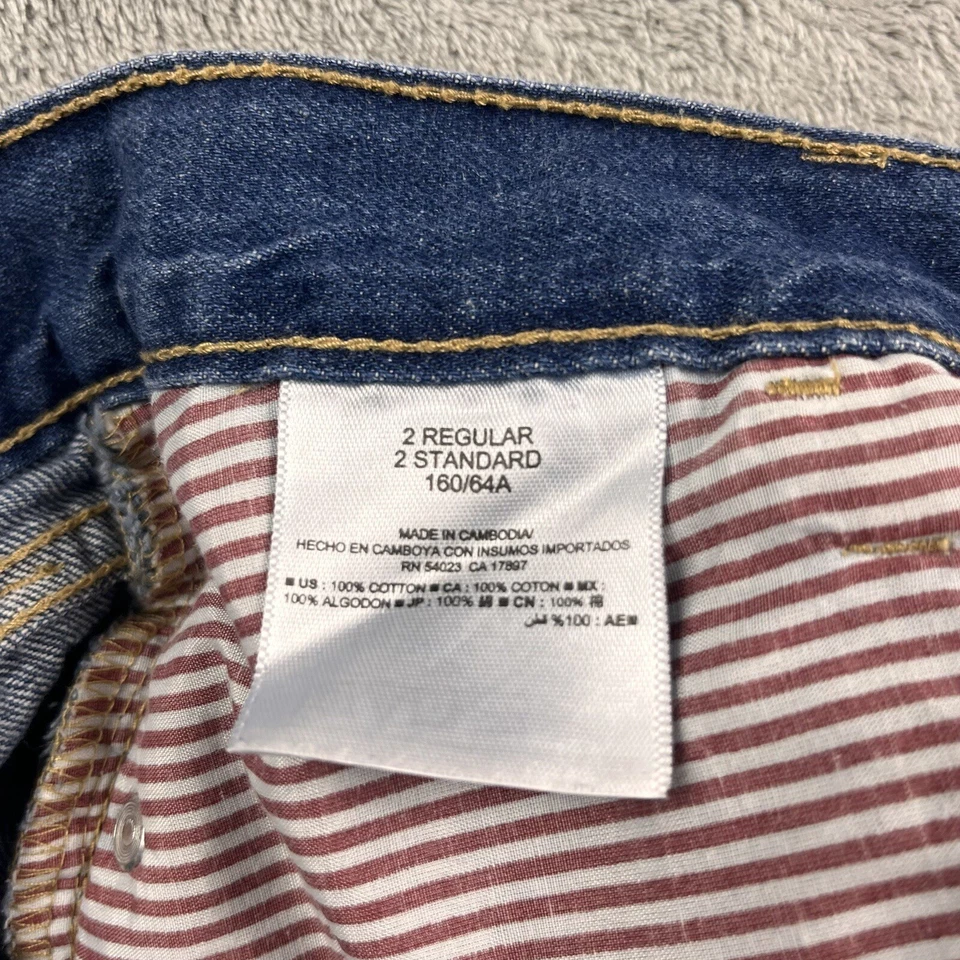 2 REGULAR
2 STANDARD
160/64A
MADE IN CAMBODIA/
HECHO EN CAMBOYA CON INSUMOS IMPORTADOS
RN 54023 CA 17897
■ US : 100% COTTON ■ CA : 100% COTON ■ MX :
100% ALGODON ■ JP : 100% 綿 ■ CN : 100% 棉
■AE : 100% قطن